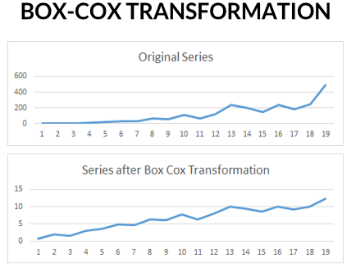 BOX-COX TRANSFORMATION
Original Series
600
400
200
0
1 2 3 4 5 6 7 8 9 10 11 12 13 14 15 16 17 18 19
Series after Box Cox Transformation
15
10
5
0
1 2 3 4 5 6 7 8 9 10 11 12 13 14 15 16 17 18 19